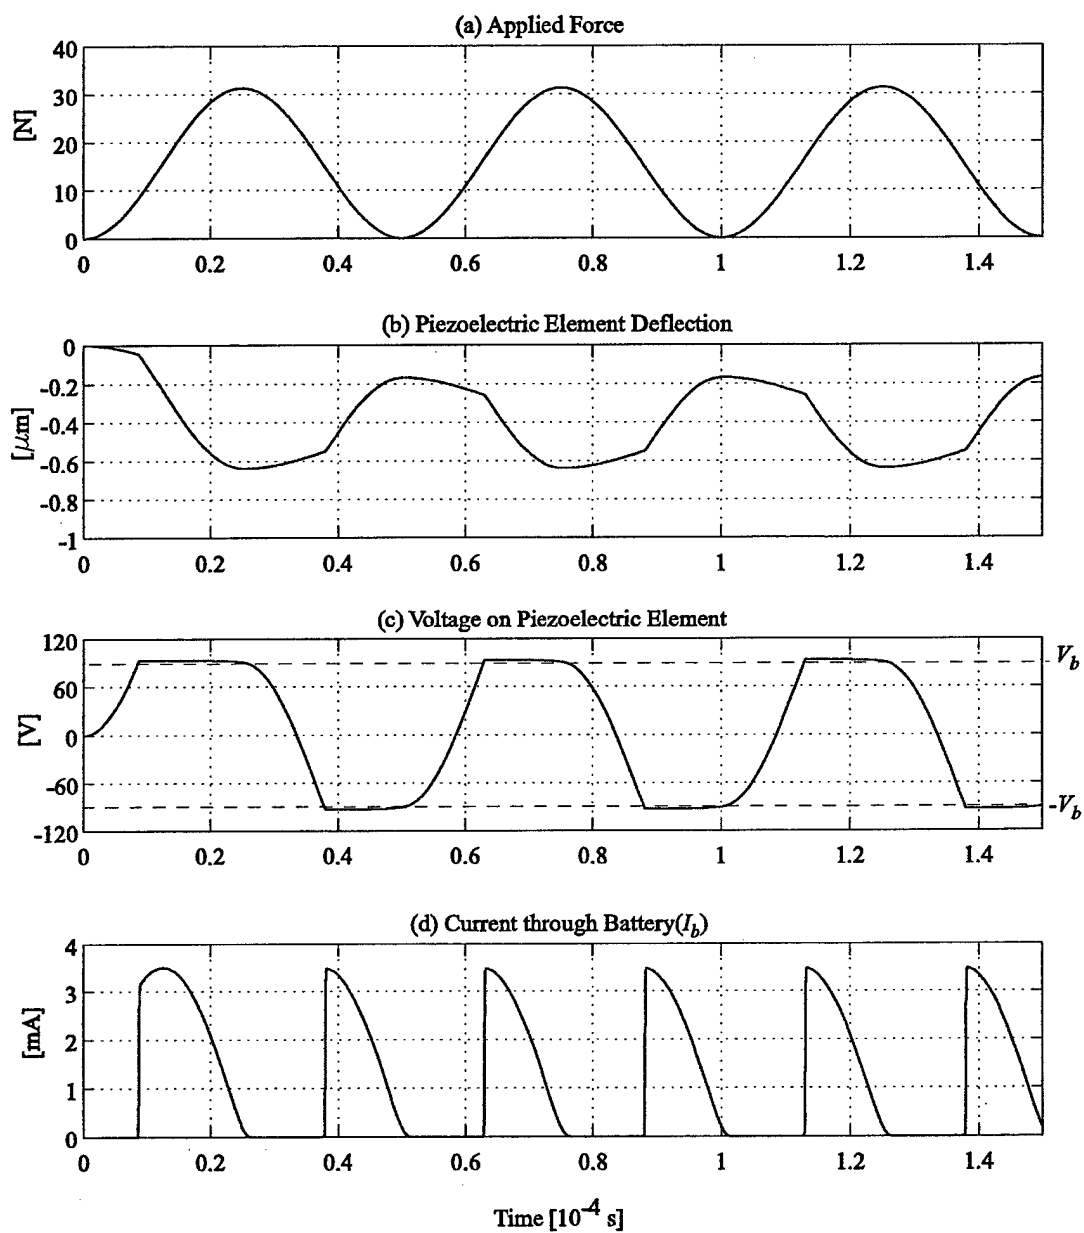 (a) Applied Force
40
30
20
10
0
[N]
0 0.2 0.4 0.6 0.8 1 1.2 1.4
(b) Piezoelectric Element Deflection
0
-0.2
-0.4
-0.6
-0.8
-1
[μm]
0 0.2 0.4 0.6 0.8 1 1.2 1.4
(c) Voltage on Piezoelectric Element
120
60
0
-60
-120
[V]
V_b
-V_b
0 0.2 0.4 0.6 0.8 1 1.2 1.4
(d) Current through Battery(I_b)
4
3
2
1
0
[mA]
0 0.2 0.4 0.6 0.8 1 1.2 1.4
Time [10^-4 s]